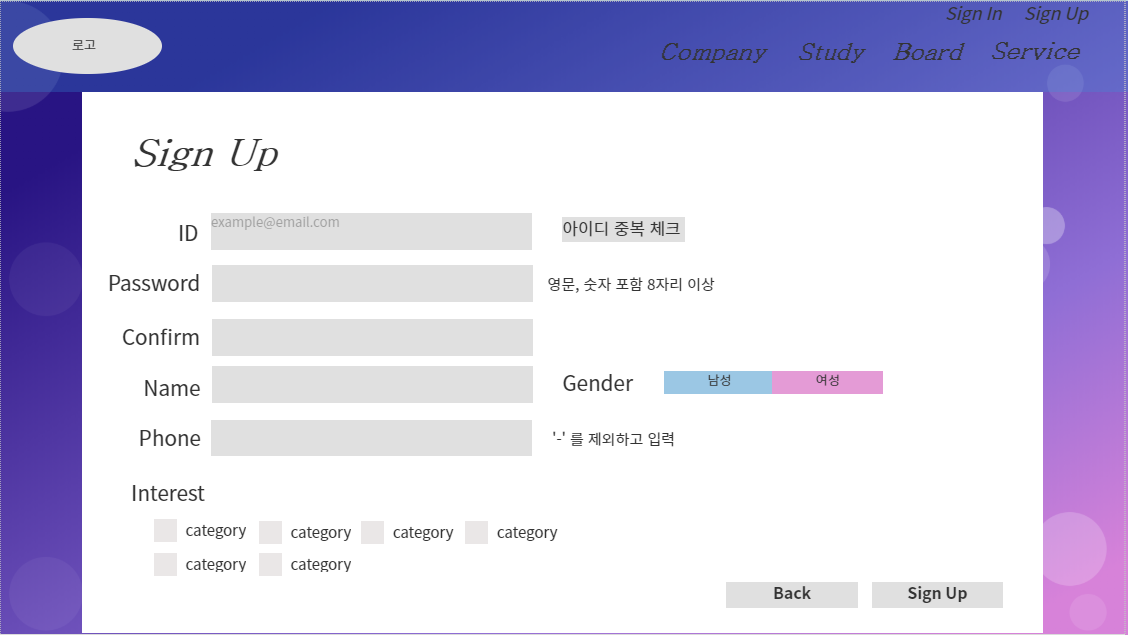 Sign In Sign Up
로고
Company Study Board Service
Sign Up
ID example@email.com 아이디 중복 체크
Password 영문, 숫자 포함 8자리 이상
Confirm
Name Gender 남성 여성
Phone '-' 를 제외하고 입력
Interest
category category category category
category category
Back Sign Up